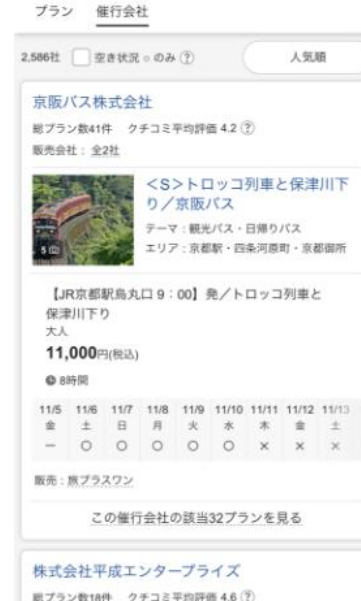 プラン 催行会社
2,586社 空き状況○のみ ?
人気順
京阪バス株式会社
総プラン数41件 クチコミ平均評価 4.2 ?
販売会社： 全2社
＜S＞トロッコ列車と保津川下
り／京阪バス
テーマ：観光バス・日帰りバス
エリア：京都駅・四条河原町・京都御所
5
【JR京都駅烏丸口 9：00】発／トロッコ列車と
保津川下り
大人
11,000円(税込)
8時間
11/5 11/6 11/7 11/8 11/9 11/10 11/11 11/12 11/13
金 土 日 月 火 水 木 金 土
－ ○ ○ ○ ○ ○ × × ×
販売：旅プラスワン
この催行会社の該当32プランを見る
株式会社平成エンタープライズ
総プラン数18件 クチコミ平均評価 4.6 ?